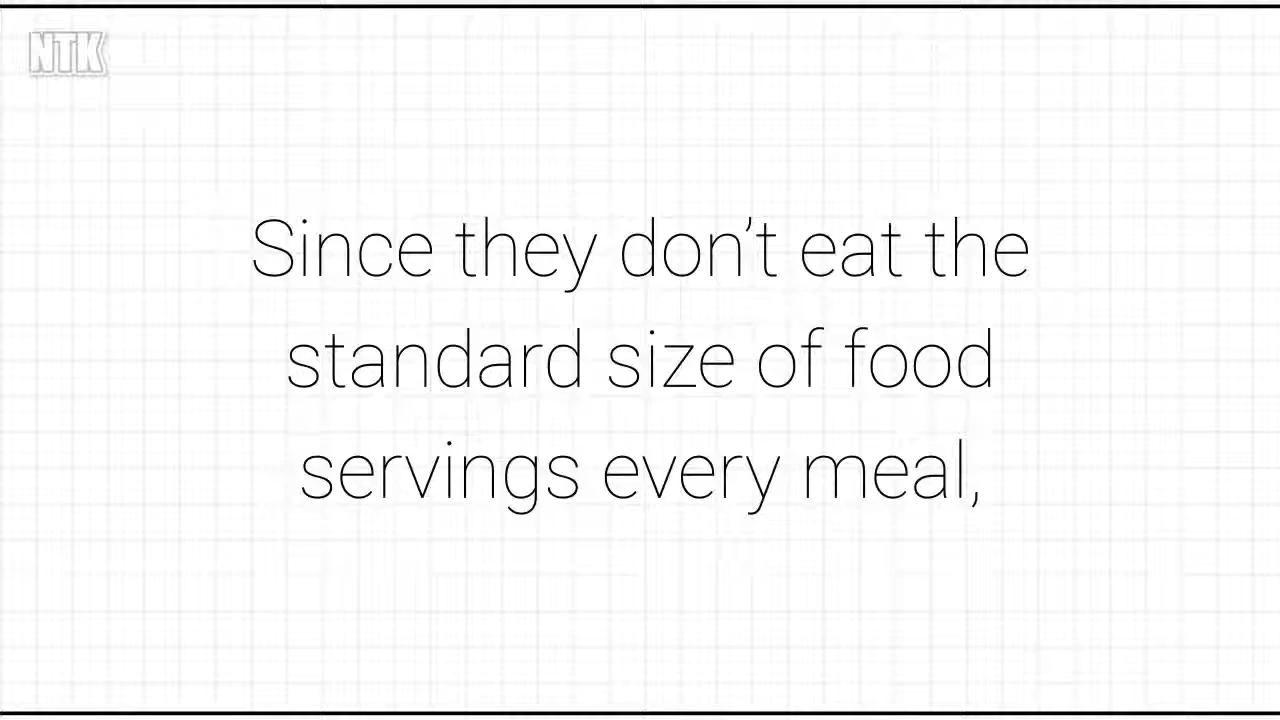 NTK
Since they don’t eat the
standard size of food
servings every meal,